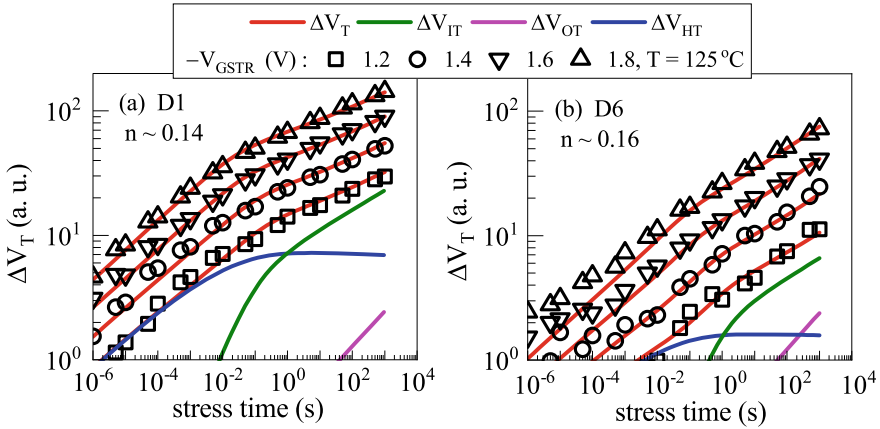 ΔV_T ΔV_IT ΔV_OT ΔV_HT
−V_GSTR (V) : 1.2 1.4 1.6 1.8, T = 125 °C
(a) D1
n ~ 0.14
10^2
10^1
10^0
ΔV_T (a. u.)
10^-6 10^-4 10^-2 10^0 10^2 10^4
stress time (s)
(b) D6
n ~ 0.16
10^2
10^1
10^0
ΔV_T (a. u.)
10^-6 10^-4 10^-2 10^0 10^2 10^4
stress time (s)